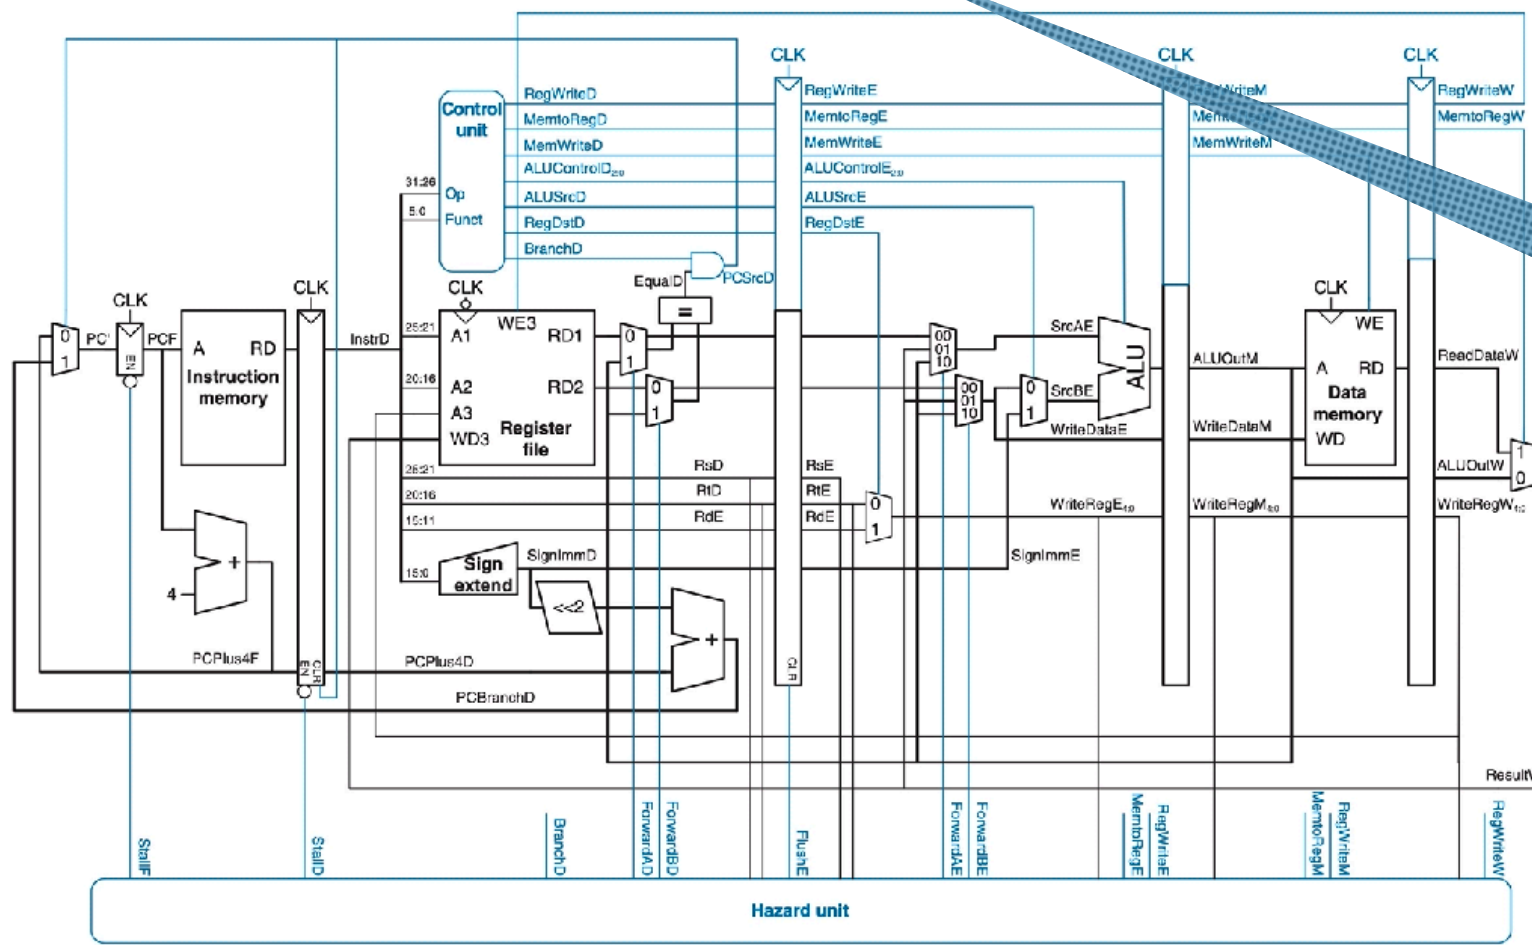 CLK
CLK
CLK
RegWriteD
RegWriteE
RegWriteW
Control
unit
MemtoRegD
MemtoRegE
MemtoRegW
MemWriteD
MemWriteE
MemWriteM
ALUControlD2:0
ALUControlE2:0
31:26
Op
ALUSrcD
ALUSrcE
5:0
Funct
RegDstD
RegDstE
BranchD
EqualD
PCSrcD
CLK
CLK
CLK
CLK
0
1
PC'
EN
PCF
A
RD
Instruction
memory
InstrD
25:21
A1
WE3
RD1
=
0
1
00
01
10
SrcAE
ALU
ALUOutM
WE
A
RD
ReadDataW
20:16
A2
RD2
0
1
00
01
10
0
1
SrcBE
Data
memory
A3
WD3
Register
file
WriteDataE
WriteDataM
WD
1
0
25:21
RsD
RsE
ALUOutW
20:16
RtD
RtE
0
1
WriteRegE4:0
WriteRegM4:0
WriteRegW4:0
15:11
RdE
RdE
SignImmD
SignImmE
15:0
Sign
extend
+
4
<<2
+
PCPlus4F
EN
CLR
PCPlus4D
CLR
PCBranchD
ResultW
StallF
StallD
BranchD
ForwardAD
ForwardBD
FlushE
ForwardAE
ForwardBE
MemtoRegE
RegWriteE
MemtoRegM
RegWriteM
RegWriteW
Hazard unit